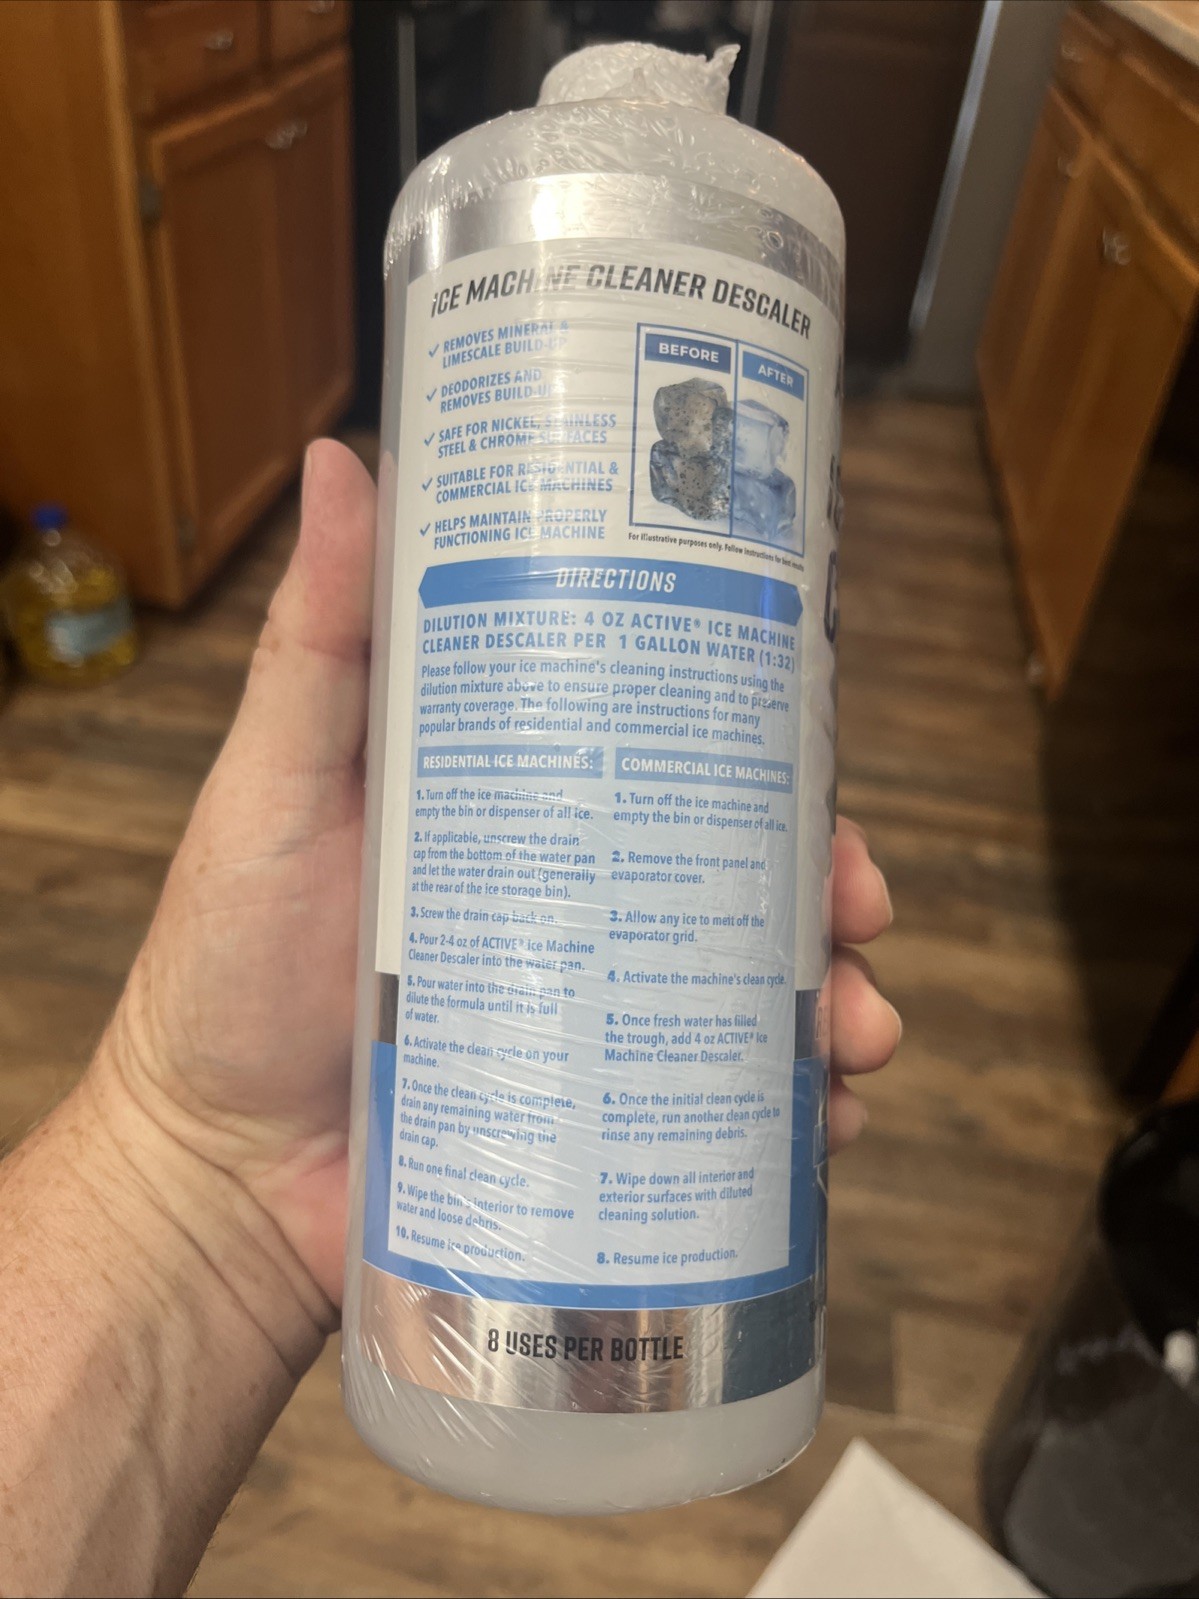 ICE MACHINE CLEANER DESCALER
✓ REMOVES MINERAL &
LIMESCALE BUILD-UP
✓ DEODORIZES AND
REMOVES BUILD-UP
✓ SAFE FOR NICKEL, STAINLESS
STEEL & CHROME SURFACES
✓ SUITABLE FOR RESIDENTIAL &
COMMERCIAL ICE MACHINES
✓ HELPS MAINTAIN PROPERLY
FUNCTIONING ICE MACHINE
BEFORE
AFTER
For illustrative purposes only. Follow instructions for best results
DIRECTIONS
DILUTION MIXTURE: 4 OZ ACTIVE® ICE MACHINE
CLEANER DESCALER PER 1 GALLON WATER (1:32)
Please follow your ice machine's cleaning instructions using the
dilution mixture above to ensure proper cleaning and to preserve
warranty coverage. The following are instructions for many
popular brands of residential and commercial ice machines.
RESIDENTIAL ICE MACHINES:
1. Turn off the ice machine and
empty the bin or dispenser of all ice.
2. If applicable, unscrew the drain
cap from the bottom of the water pan
and let the water drain out (generally
at the rear of the ice storage bin).
3. Screw the drain cap back on.
4. Pour 2-4 oz of ACTIVE® Ice Machine
Cleaner Descaler into the water pan.
5. Pour water into the drain pan to
dilute the formula until it is full
of water.
6. Activate the clean cycle on your
machine.
7. Once the clean cycle is complete,
drain any remaining water from
the drain pan by unscrewing the
drain cap.
8. Run one final clean cycle.
9. Wipe the bin's interior to remove
water and loose debris.
10. Resume ice production.
COMMERCIAL ICE MACHINES:
1. Turn off the ice machine and
empty the bin or dispenser of all ice.
2. Remove the front panel and
evaporator cover.
3. Allow any ice to melt off the
evaporator grid.
4. Activate the machine's clean cycle.
5. Once fresh water has filled
the trough, add 4 oz ACTIVE® Ice
Machine Cleaner Descaler.
6. Once the initial clean cycle is
complete, run another clean cycle to
rinse any remaining debris.
7. Wipe down all interior and
exterior surfaces with diluted
cleaning solution.
8. Resume ice production.
8 USES PER BOTTLE